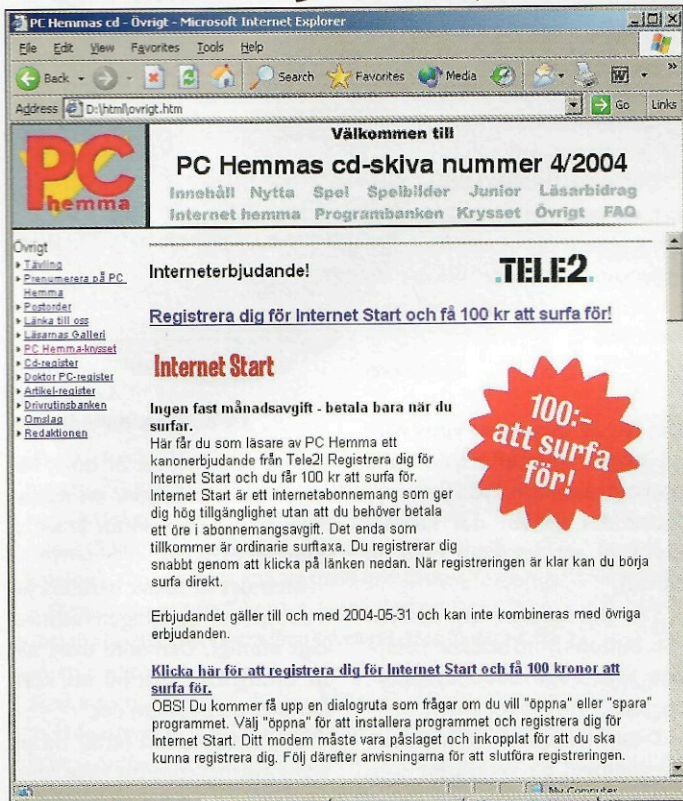 PC Hemmas cd - Övrigt - Microsoft Internet Explorer
File Edit View Favorites Tools Help
Back Search Favorites Media
Address D:\html\ovrigt.htm Go Links
PC
hemma
Välkommen till
PC Hemmas cd-skiva nummer 4/2004
Innehåll Nytta Spel Spelbilder Junior Läsarbidrag
Internet hemma Programbanken Krysset Övrigt FAQ
Övrigt
Tävling
Prenumerera på PC
Hemma
Postorder
Länka till oss
Läsarnas Galleri
PC Hemma-krysset
Cd-register
Doktor PC-register
Artikel-register
Drivrutinsbanken
Omslag
Redaktionen
Interneterbjudande!
.TELE2.
Registrera dig för Internet Start och få 100 kr att surfa för!
Internet Start
100:-
att surfa
för!
Ingen fast månadsavgift - betala bara när du
surfar.
Här får du som läsare av PC Hemma ett
kanonerbjudande från Tele2! Registrera dig för
Internet Start och du får 100 kr att surfa för.
Internet Start är ett internetabonnemang som ger
dig hög tillgänglighet utan att du behöver betala
ett öre i abonnemangsavgift. Det enda som
tillkommer är ordinarie surftaxa. Du registrerar dig
snabbt genom att klicka på länken nedan. När registreringen är klar kan du börja
surfa direkt.
Erbjudandet gäller till och med 2004-05-31 och kan inte kombineras med övriga
erbjudanden.
Klicka här för att registrera dig för Internet Start och få 100 kronor att
surfa för.
OBS! Du kommer få upp en dialogruta som frågar om du vill "öppna" eller "spara"
programmet. Välj "öppna" för att installera programmet och registrera dig för
Internet Start. Ditt modem måste vara påslaget och inkopplat för att du ska
kunna registrera dig. Följ därefter anvisningarna för att slutföra registreringen.
My Computer